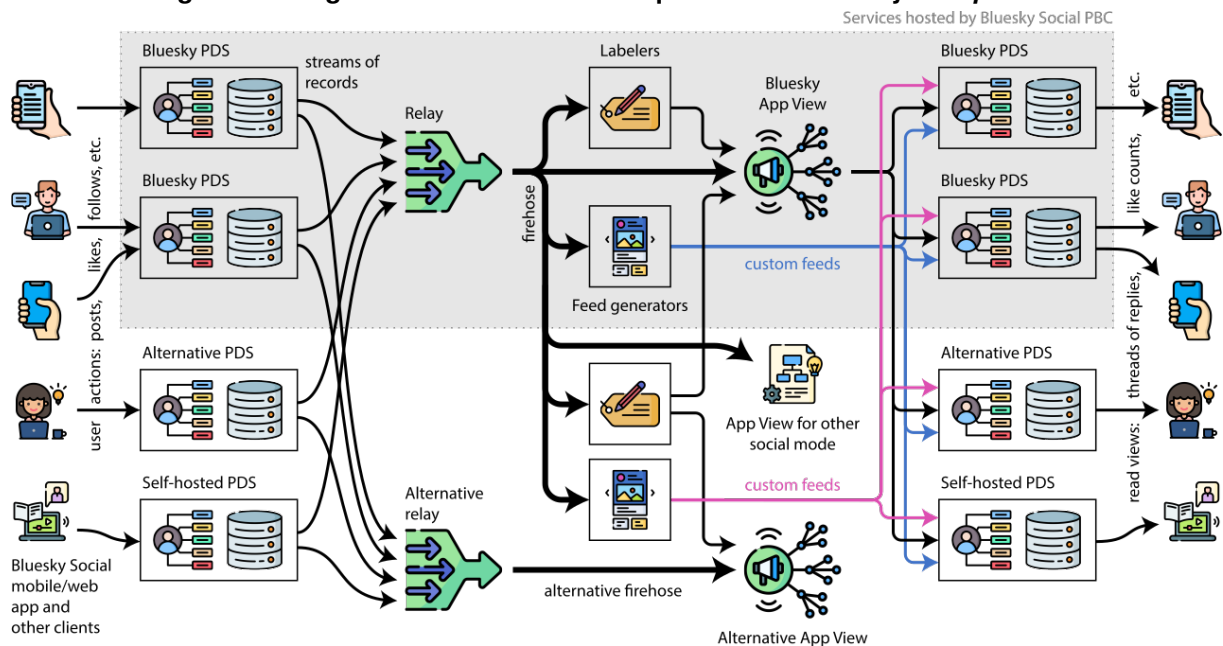 Services hosted by Bluesky Social PBC
Bluesky PDS
streams of
records
Relay
Labelers
Bluesky
App View
Bluesky PDS
etc.
Bluesky PDS
follows, etc.
firehose
Bluesky PDS
like counts,
likes,
custom feeds
Feed generators
user actions: posts,
Alternative PDS
App View for other
social mode
Alternative PDS
read views: threads of replies,
Self-hosted PDS
Alternative
relay
custom feeds
Self-hosted PDS
Bluesky Social
mobile/web
app and
other clients
alternative firehose
Alternative App View